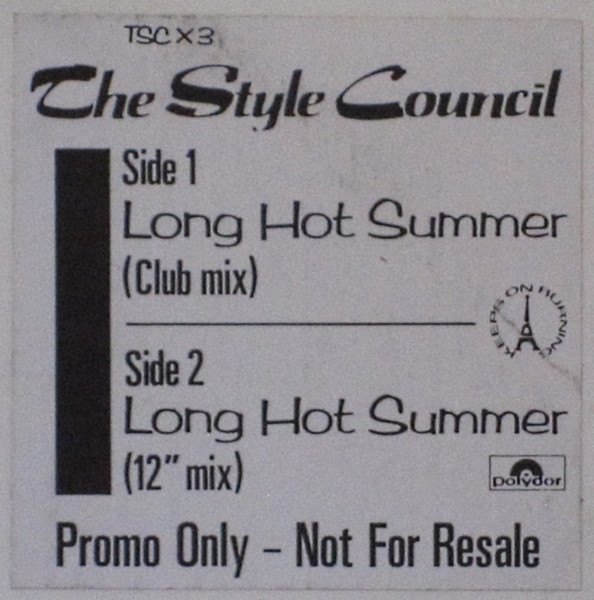 TSC X 3
The Style Council
Side 1
Long Hot Summer
(Club mix)
KEEPS ON BURNING
Side 2
Long Hot Summer
(12" mix)
polydor
Promo Only – Not For Resale